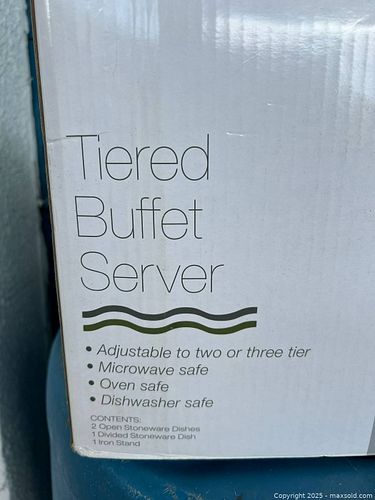 Tiered
Buffet
Server
• Adjustable to two or three tier
• Microwave safe
• Oven safe
• Dishwasher safe
CONTENTS:
2 Open Stoneware Dishes
1 Divided Stoneware Dish
1 Iron Stand
Copyright 2025 - maxsold.com